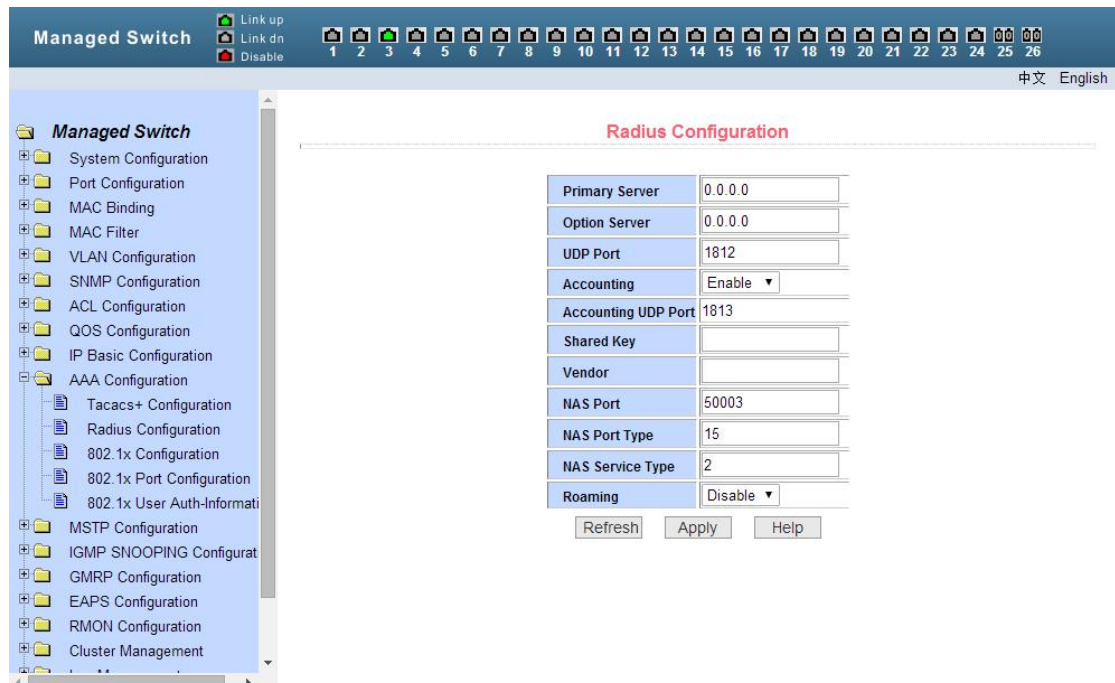 Managed Switch
Link up
Link dn
Disable
1 2 3 4 5 6 7 8 9 10 11 12 13 14 15 16 17 18 19 20 21 22 23 24 25 26
中文 English
Managed Switch
System Configuration
Port Configuration
MAC Binding
MAC Filter
VLAN Configuration
SNMP Configuration
ACL Configuration
QOS Configuration
IP Basic Configuration
AAA Configuration
Tacacs+ Configuration
Radius Configuration
802.1x Configuration
802.1x Port Configuration
802.1x User Auth-Informati
MSTP Configuration
IGMP SNOOPING Configurat
GMRP Configuration
EAPS Configuration
RMON Configuration
Cluster Management
Radius Configuration
Primary Server 0.0.0.0
Option Server 0.0.0.0
UDP Port 1812
Accounting Enable
Accounting UDP Port 1813
Shared Key
Vendor
NAS Port 50003
NAS Port Type 15
NAS Service Type 2
Roaming Disable
Refresh Apply Help